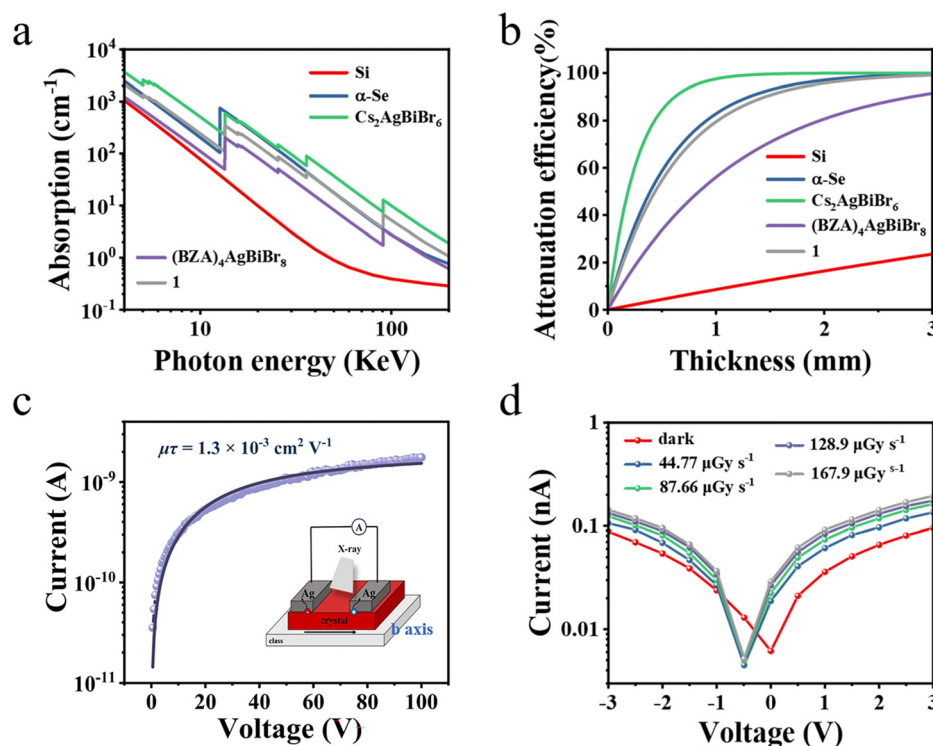 a
Absorption (cm⁻¹)
10⁴
10³
10²
10¹
10⁰
10⁻¹
Si
α-Se
Cs₂AgBiBr₆
(BZA)₄AgBiBr₈
1
10
100
Photon energy (KeV)
b
Attenuation efficiency(%)
100
80
60
40
20
0
Si
α-Se
Cs₂AgBiBr₆
(BZA)₄AgBiBr₈
1
0
1
2
3
Thickness (mm)
c
Current (A)
10⁻⁹
10⁻¹⁰
10⁻¹¹
μτ = 1.3 × 10⁻³ cm² V⁻¹
A
X-ray
Ag
Ag
crystal
class
b axis
0
20
40
60
80
100
Voltage (V)
d
Current (nA)
1
0.1
0.01
dark
44.77 μGy s⁻¹
87.66 μGy s⁻¹
128.9 μGy s⁻¹
167.9 μGy s⁻¹
-3
-2
-1
0
1
2
3
Voltage (V)